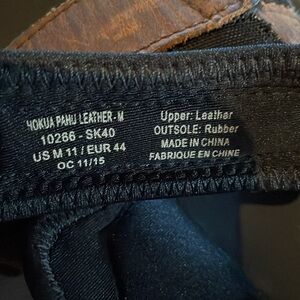 HOKUA PAHU LEATHER - M
10266 - SK40
US M 11 / EUR 44
OC 11/15
Upper: Leather
OUTSOLE: Rubber
MADE IN CHINA
FABRIQUE EN CHINE